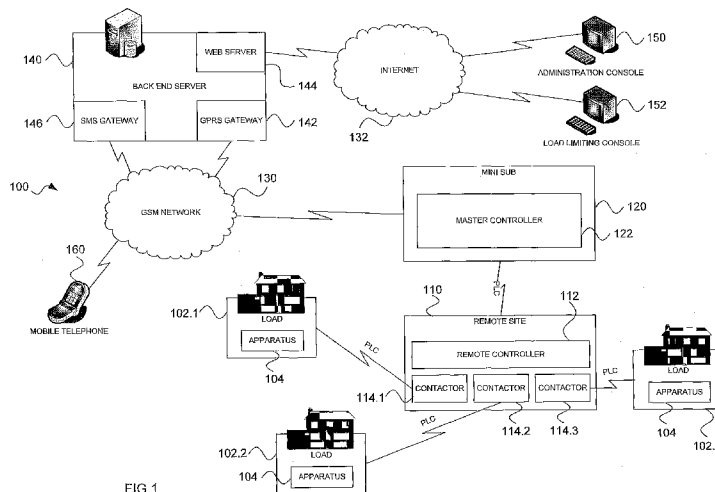 140
WEB SERVER
BACK END SERVER
144
146
SMS GATEWAY
GPRS GATEWAY
142
INTERNET
132
150
ADMINISTRATION CONSOLE
152
LOAD LIMITING CONSOLE
100
130
GSM NETWORK
160
MOBILE TELEPHONE
MINI SUB
MASTER CONTROLLER
120
122
PLC
110
112
REMOTE SITE
REMOTE CONTROLLER
CONTACTOR
CONTACTOR
CONTACTOR
114.1
114.2
114.3
102.1
LOAD
APPARATUS
104
PLC
102.2
LOAD
104
APPARATUS
PLC
PLC
LOAD
APPARATUS
104
102.
FIG 1